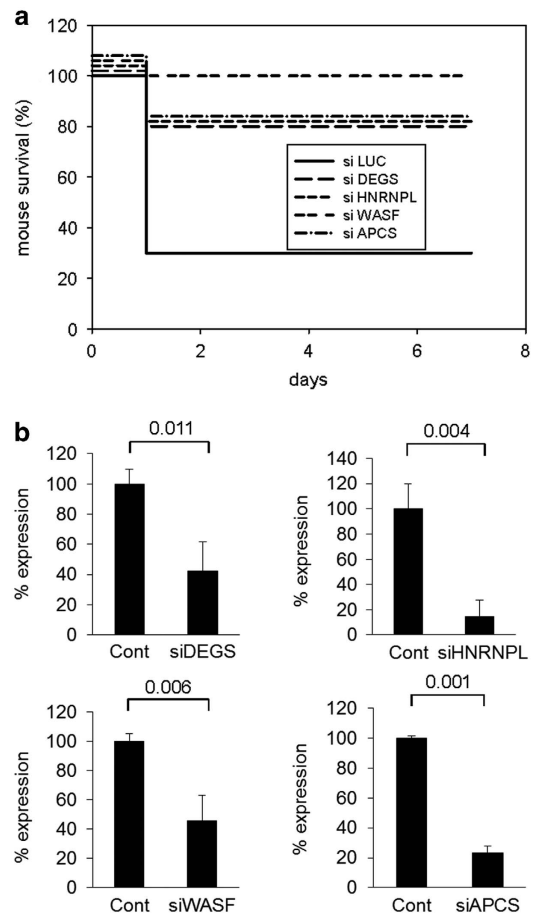 a
120
100
80
60
40
20
0
mouse survival (%)
si LUC
si DEGS
si HNRNPL
si WASF
si APCS
0 2 4 6 8
days
b
0.011
120
100
80
60
40
20
0
% expression
Cont siDEGS
0.004
140
120
100
80
60
40
20
0
% expression
Cont siHNRNPL
0.006
120
100
80
60
40
20
0
% expression
Cont siWASF
0.001
120
100
80
60
40
20
0
% expression
Cont siAPCS